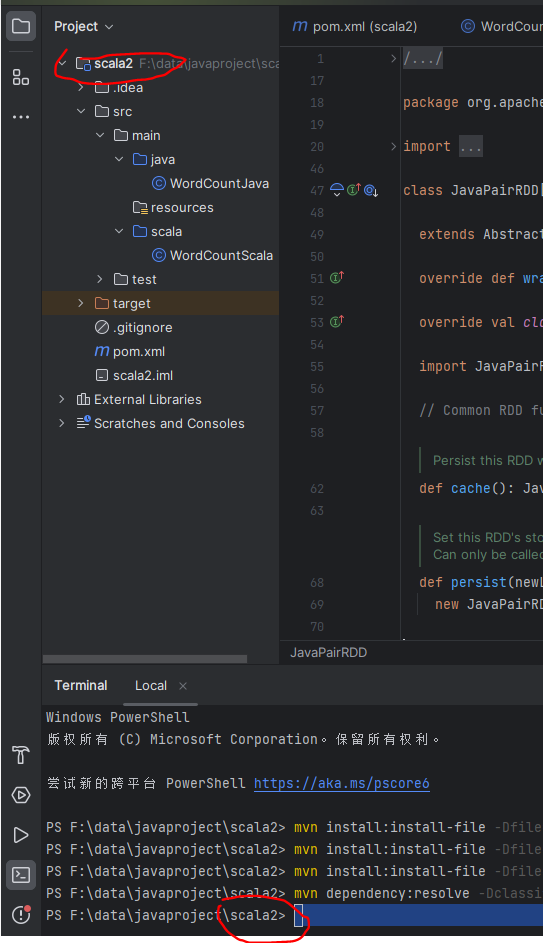 Project
pom.xml (scala2)
WordCount
scala2 F:\data\javaproject\sca
.idea
src
main
java
WordCountJava
resources
scala
WordCountScala
test
target
.gitignore
pom.xml
scala2.iml
External Libraries
Scratches and Consoles
1 /.../
17
18 package org.apache
19
20 import ...
46
47 class JavaPairRDD[
48
49 extends Abstract
50
51 override def wra
52
53 override val cla
54
55 import JavaPairR
56
57 // Common RDD fu
58
Persist this RDD w
62 def cache(): Jav
63
Set this RDD's sto
Can only be called
68 def persist(newL
69 new JavaPairRD
70
JavaPairRDD
Terminal Local
Windows PowerShell
版权所有 (C) Microsoft Corporation。保留所有权利。
尝试新的跨平台 PowerShell https://aka.ms/pscore6
PS F:\data\javaproject\scala2> mvn install:install-file -Dfile
PS F:\data\javaproject\scala2> mvn install:install-file -Dfile
PS F:\data\javaproject\scala2> mvn install:install-file -Dfile
PS F:\data\javaproject\scala2> mvn dependency:resolve -Dclassi
PS F:\data\javaproject\scala2>